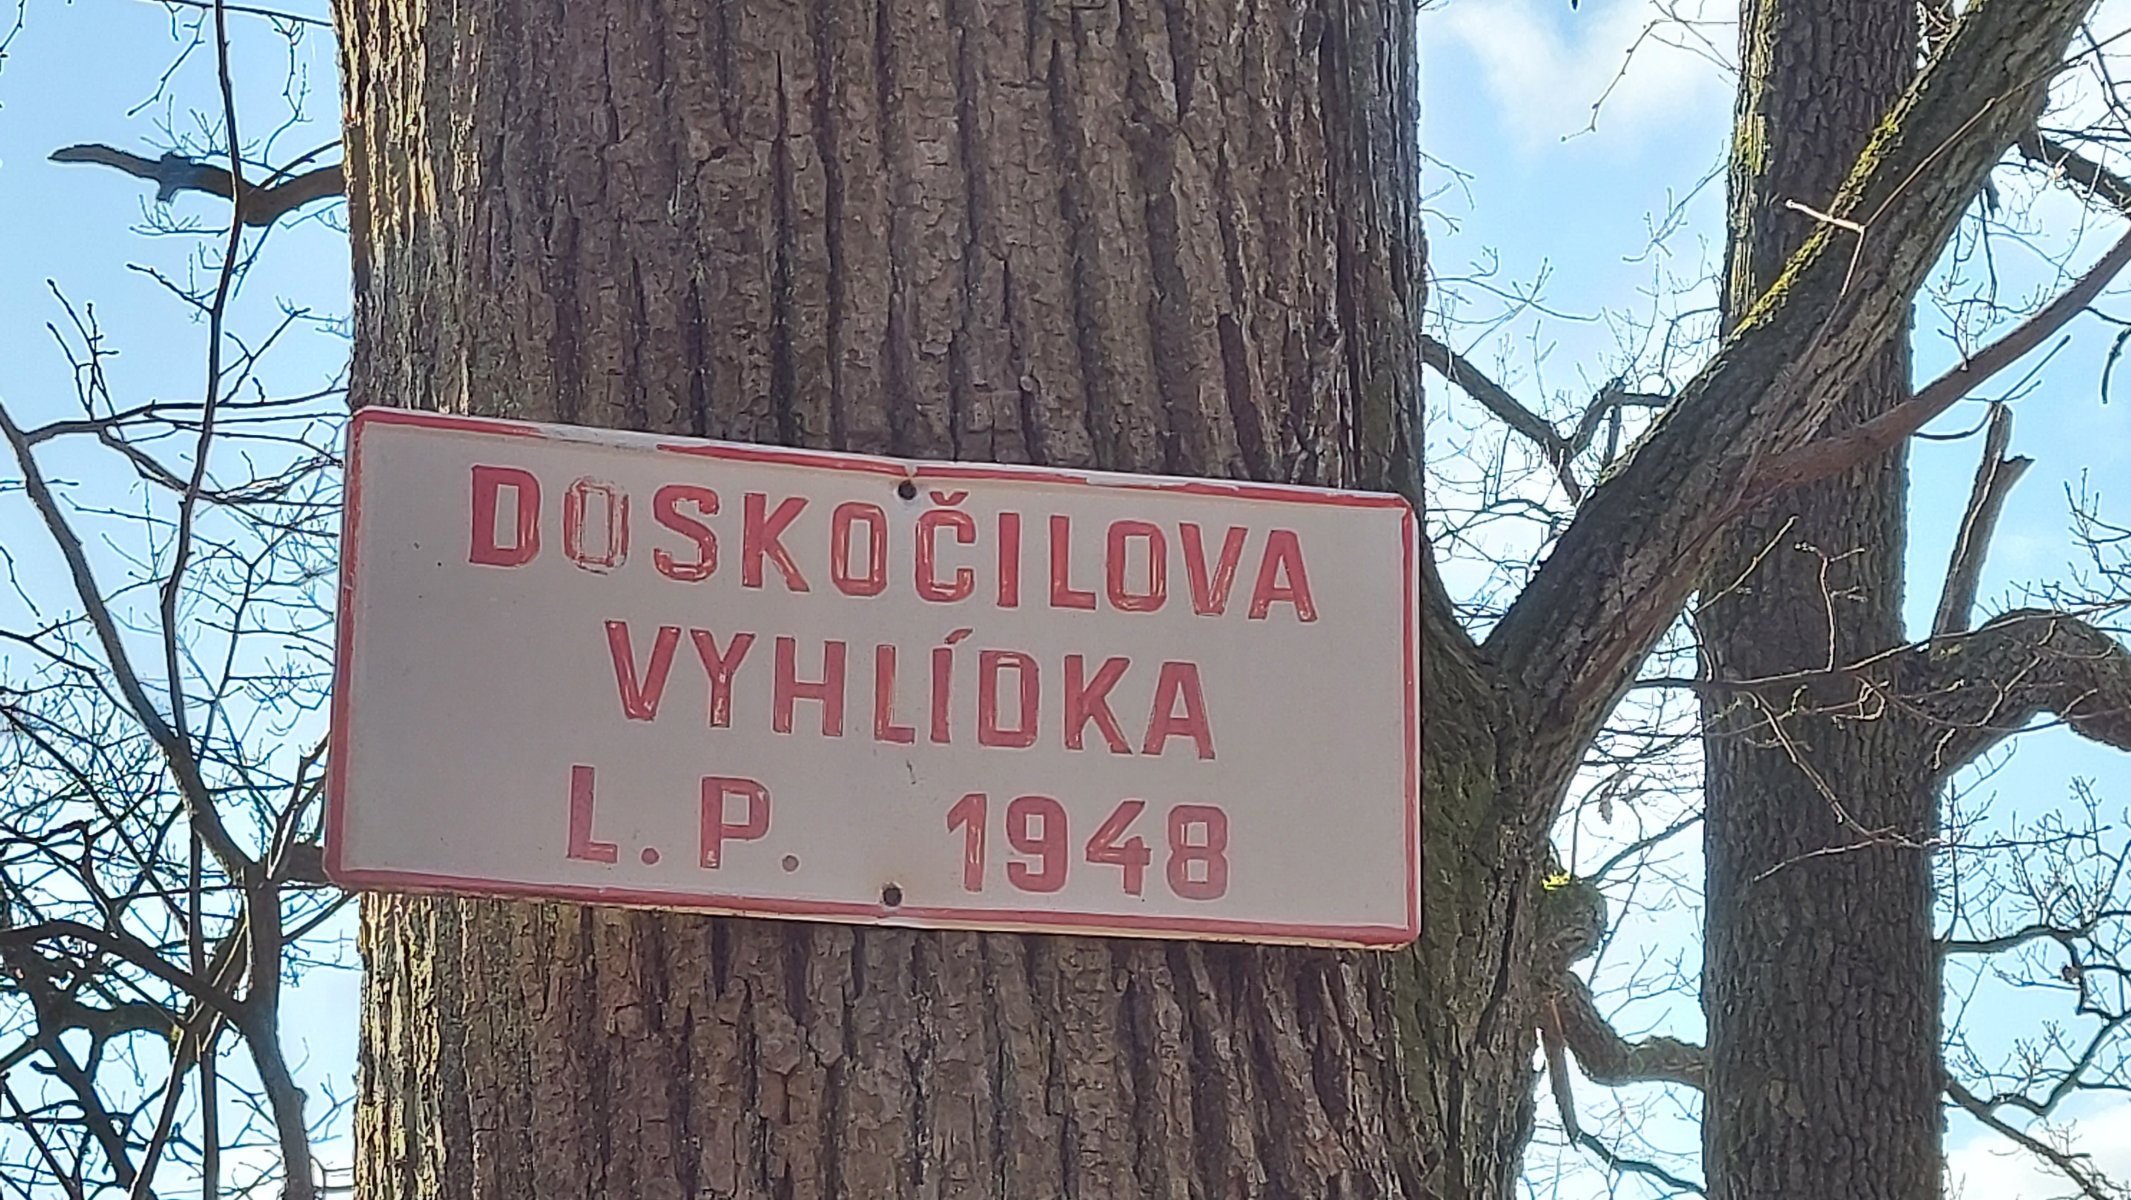 DOSKOČILOVA
VYHLÍDKA
L. P. 1948